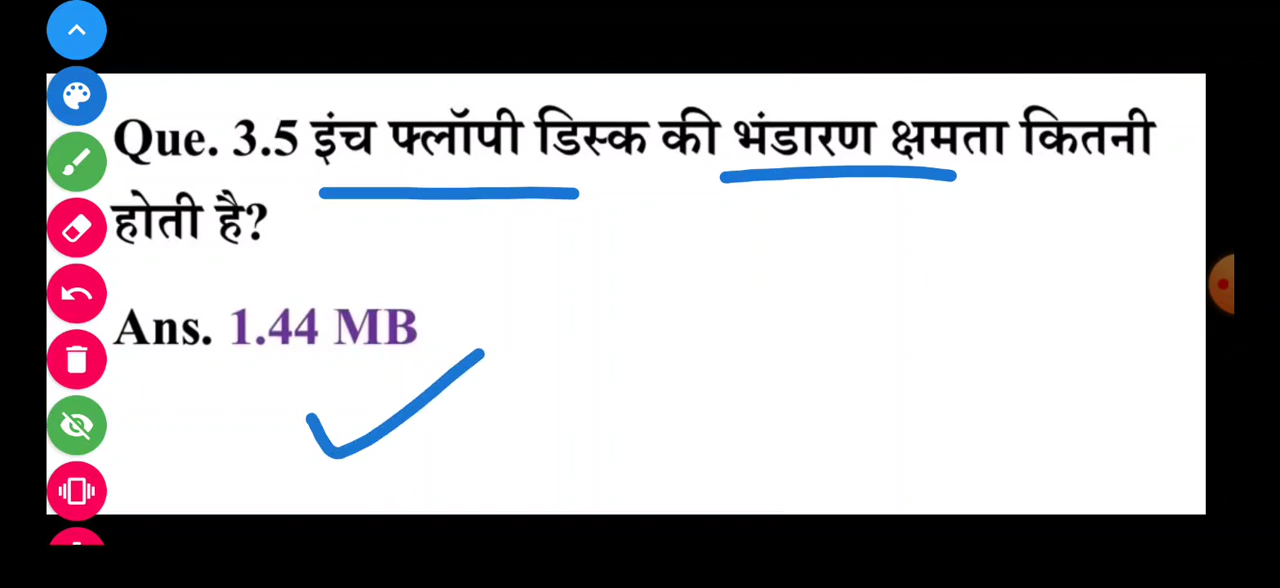 Que. 3.5 इंच फ्लॉपी डिस्क की भंडारण क्षमता कितनी
होती है?
Ans. 1.44 MB